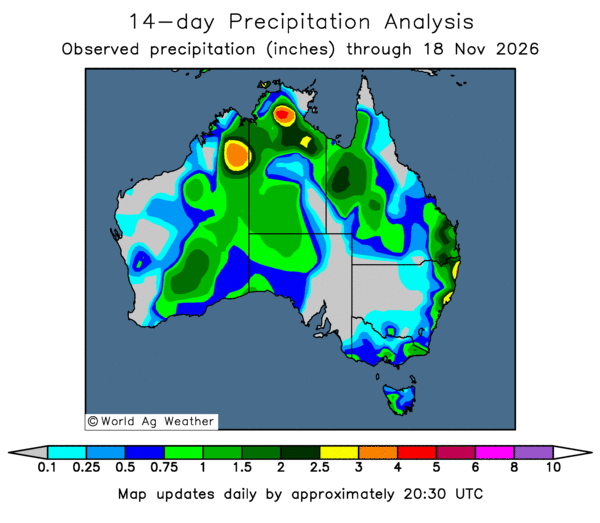 14-day Precipitation Analysis
Observed precipitation (inches) through 18 Nov 2026
©World Ag Weather
0.1 0.25 0.5 0.75 1 1.5 2 2.5 3 4 5 6 8 10
Map updates daily by approximately 20:30 UTC